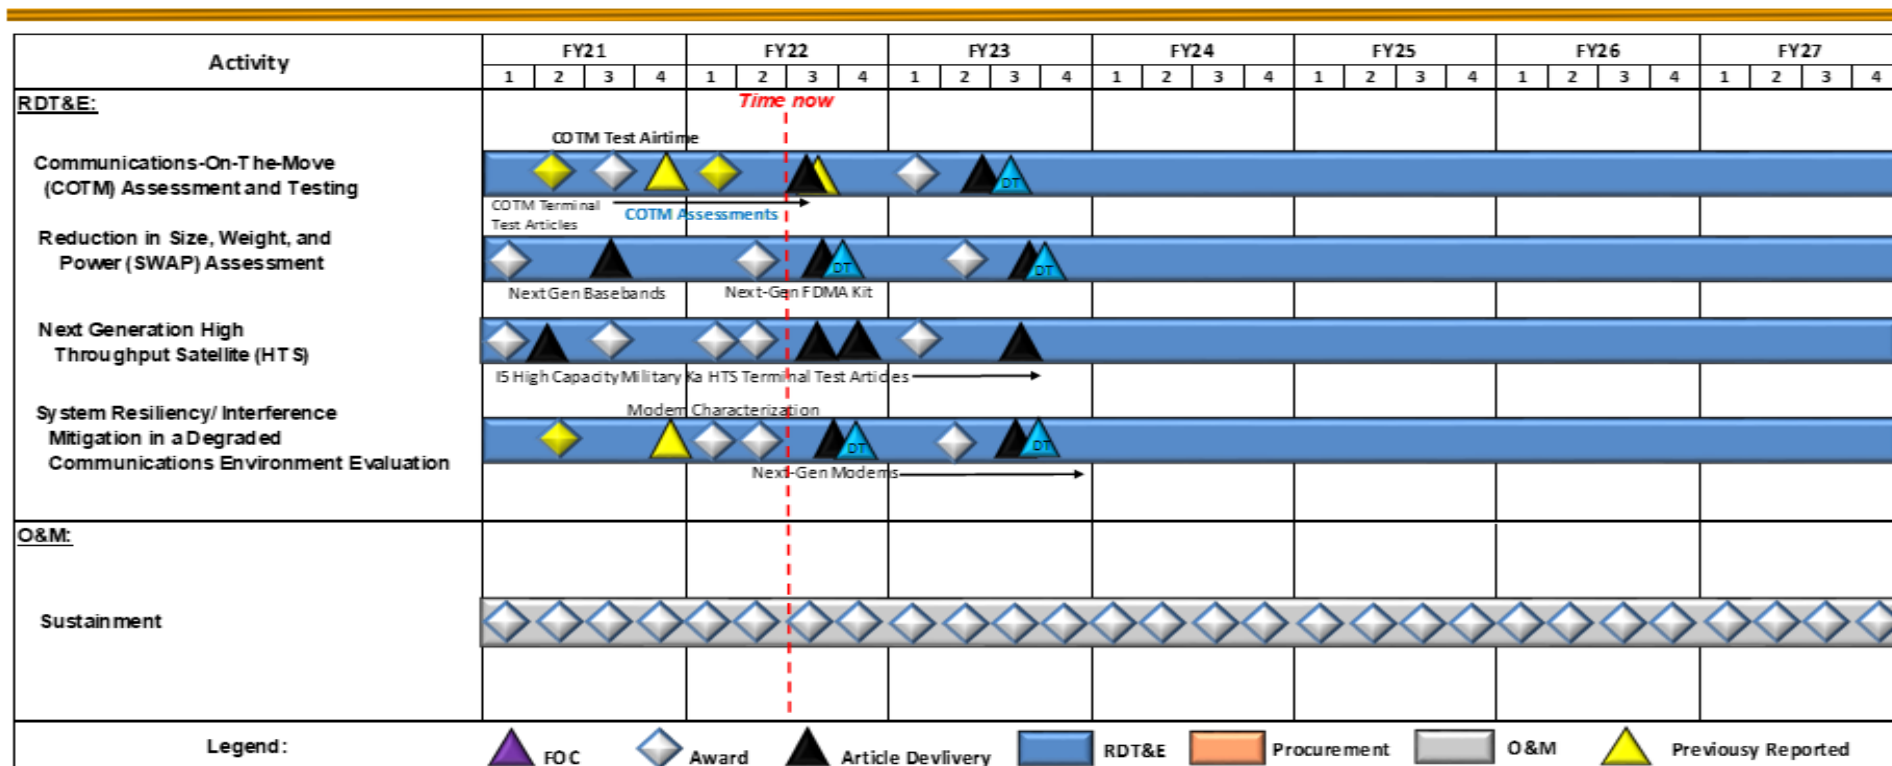 Activity
FY21 FY22 FY23 FY24 FY25 FY26 FY27
1 2 3 4 1 2 3 4 1 2 3 4 1 2 3 4 1 2 3 4 1 2 3 4 1 2 3 4
RDT&E:
Time now
COTM Test Airtime
Communications-On-The-Move
(COTM) Assessment and Testing
DT
COTM Terminal
Test Articles
COTM Assessments
Reduction in Size, Weight, and
Power (SWAP) Assessment
DT DT
Next Gen Basebands
Next-Gen FDMA Kit
Next Generation High
Throughput Satellite (HTS)
I5 High Capacity Military Ka HTS Terminal Test Articles
Modem Characterization
System Resiliency/ Interference
Mitigation in a Degraded
Communications Environment Evaluation
DT DT
Next-Gen Modems
O&M:
Sustainment
Legend:
FOC
Award
Article Devlivery
RDT&E
Procurement
O&M
Previousy Reported